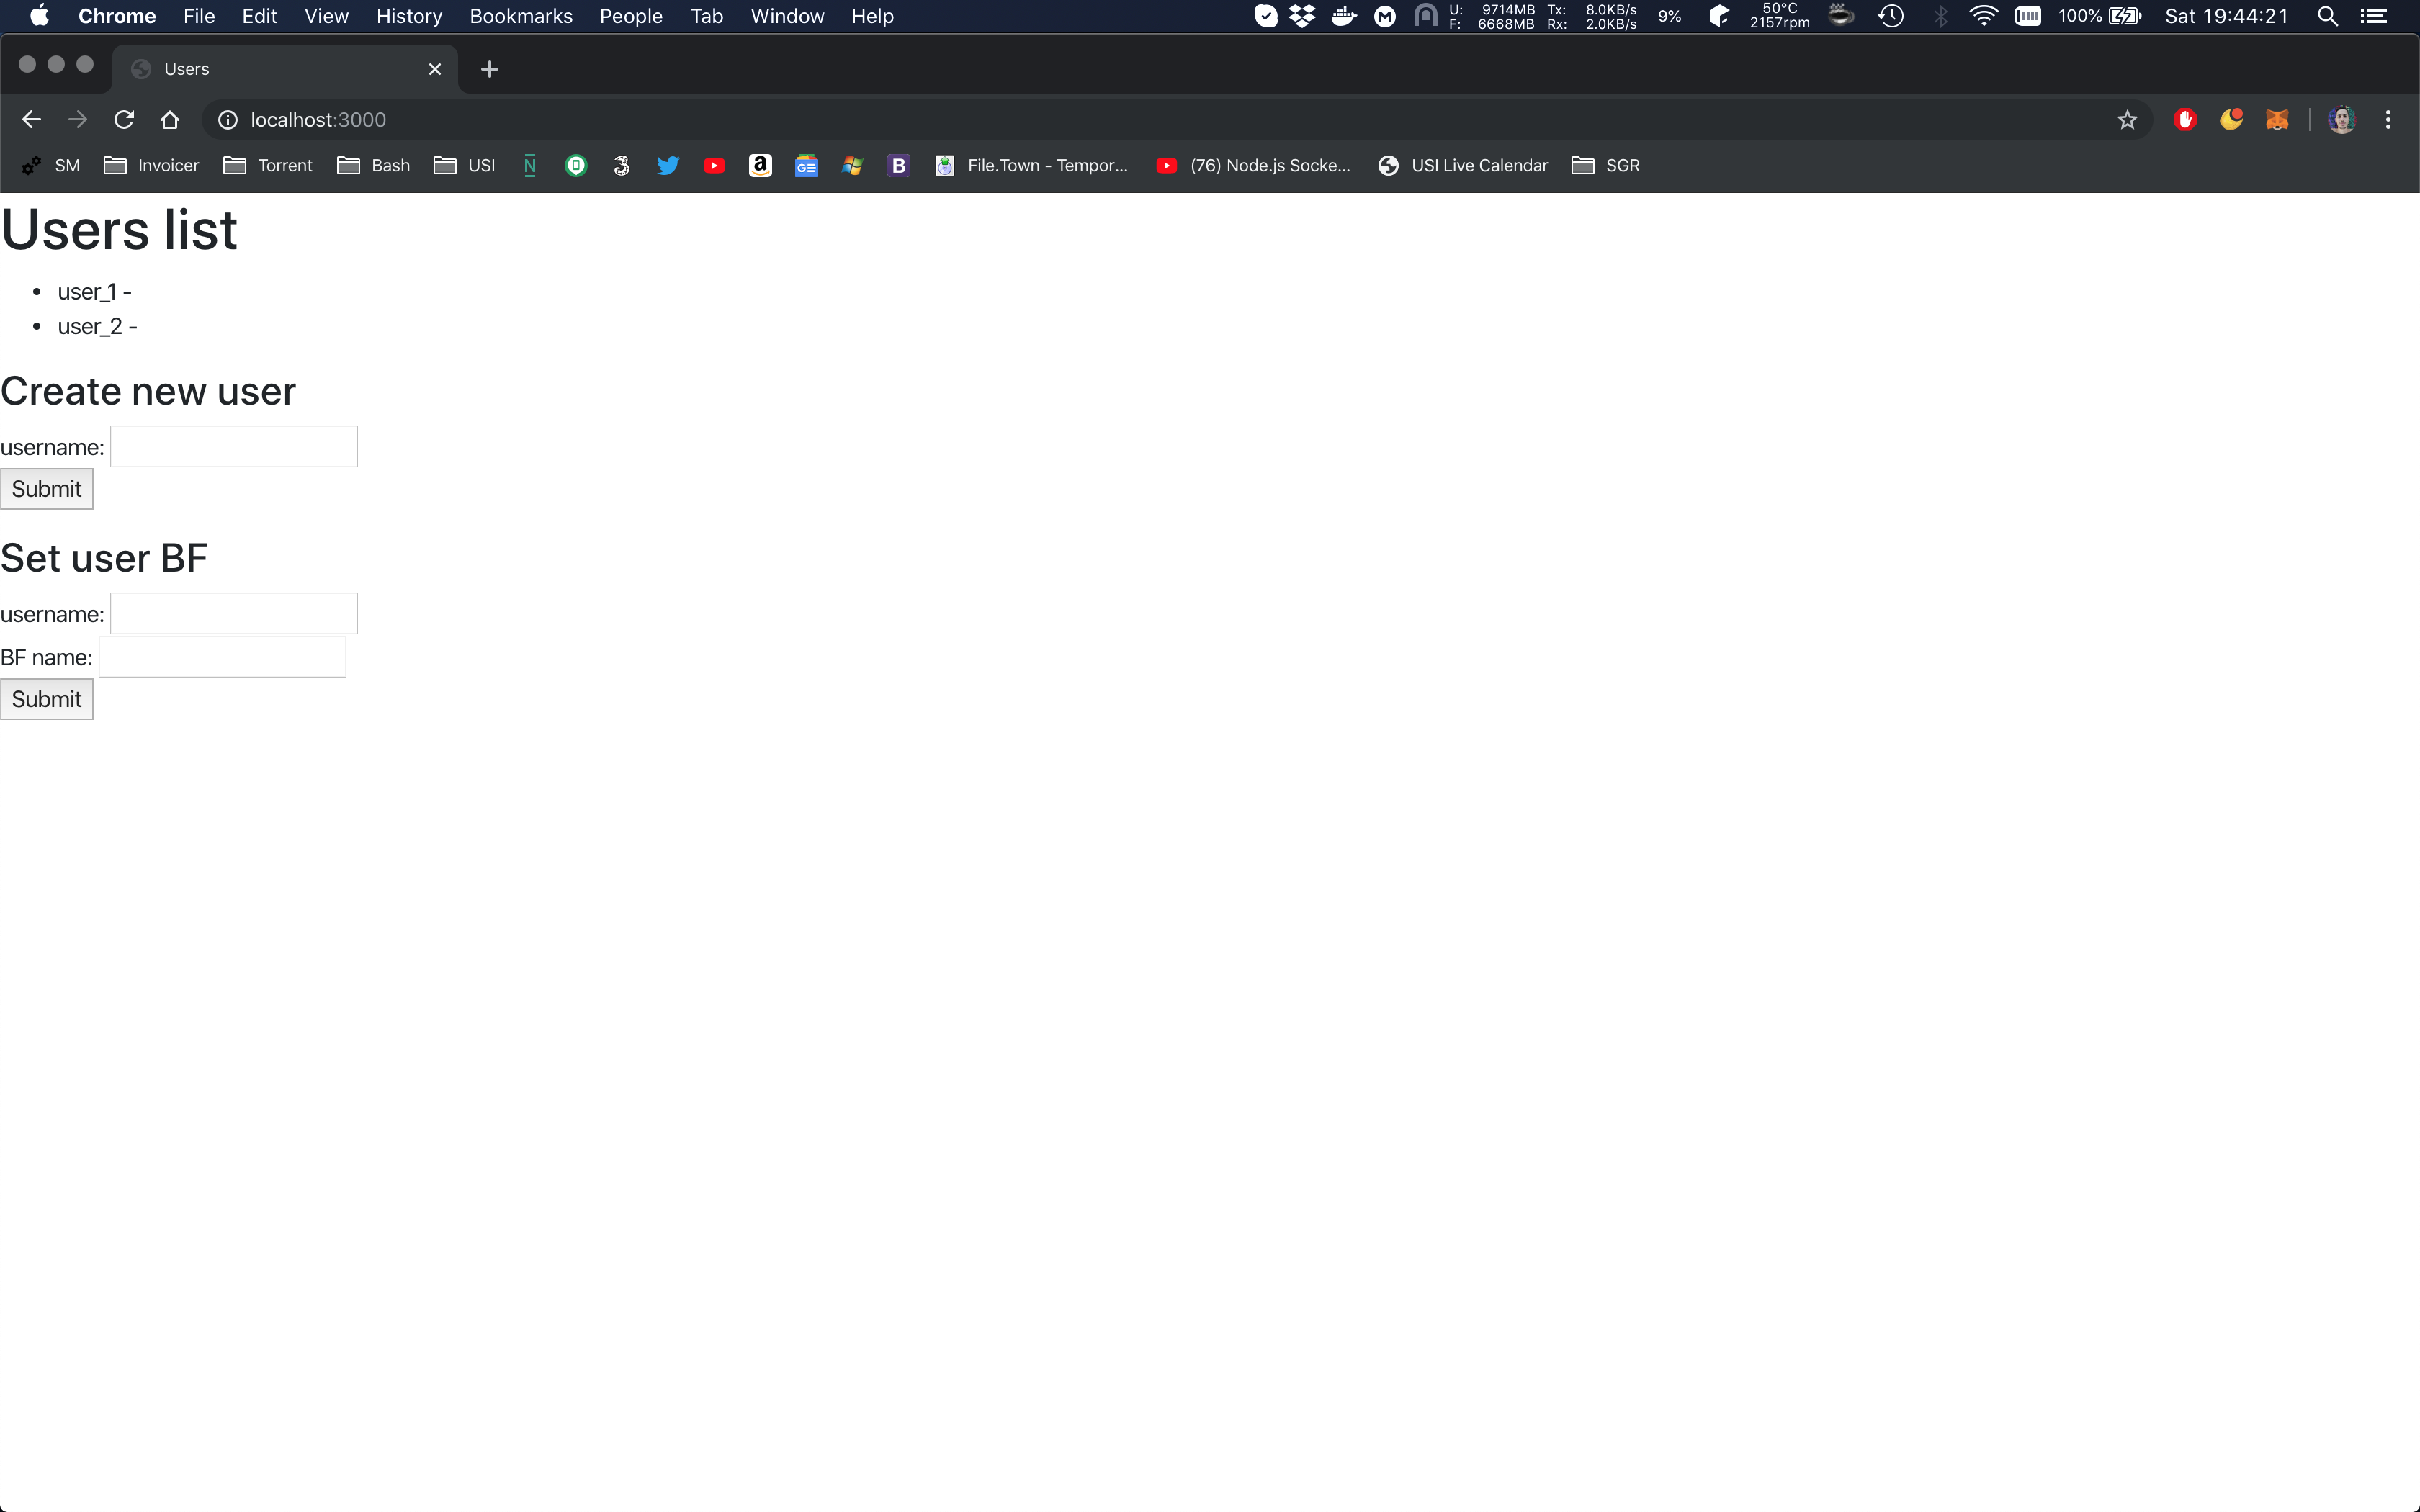 Chrome File Edit View History Bookmarks People Tab Window Help U: 9714MB Tx: 8.0KB/s 9% 50°C 100% Sat 19:44:21
F: 6668MB Rx: 2.0KB/s 2157rpm
Users
localhost:3000
SM Invoicer Torrent Bash USI N 3 a GE B File.Town - Tempor... (76) Node.js Socke... USI Live Calendar SGR
Users list
user_1 -
user_2 -
Create new user
username:
Submit
Set user BF
username:
BF name:
Submit